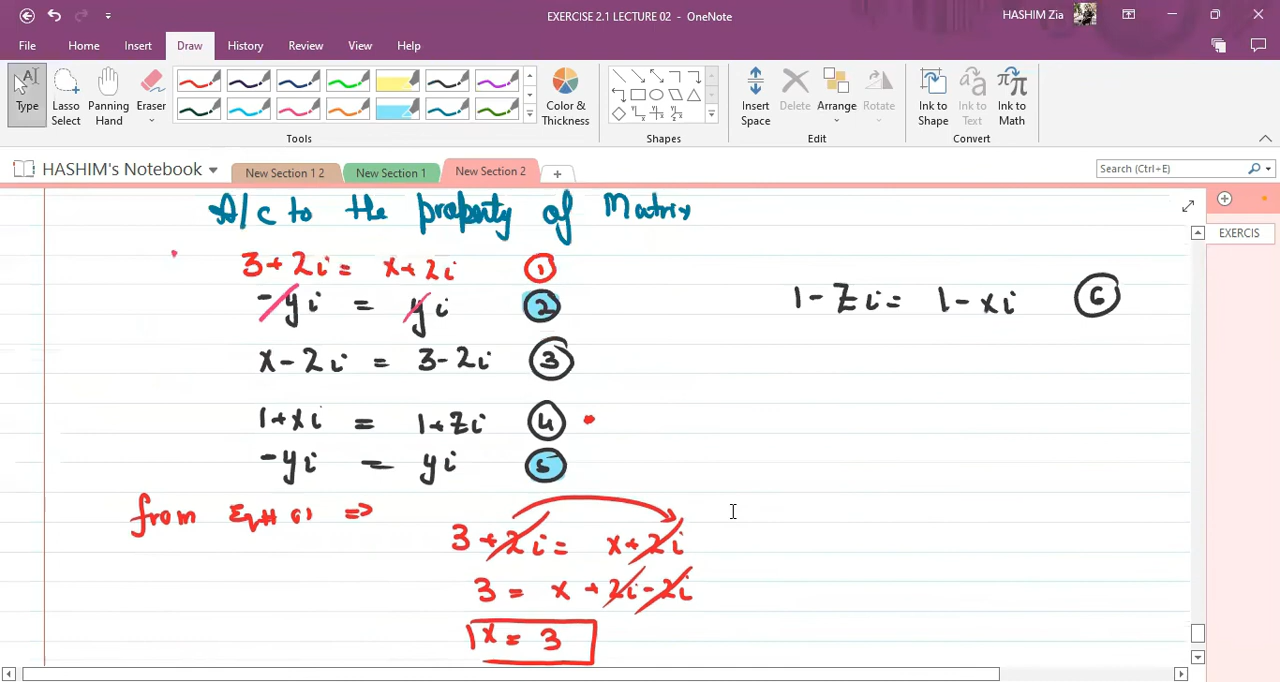 EXERCISE 2.1 LECTURE 02 - OneNote
HASHIM Zia
File Home Insert Draw History Review View Help
Type
Lasso Select
Panning Hand
Eraser
Color & Thickness
Insert Space
Delete
Arrange
Rotate
Ink to Shape
Ink to Text
Ink to Math
Tools
Shapes
Edit
Convert
HASHIM's Notebook
New Section 1 2
New Section 1
New Section 2
Search (Ctrl+E)
EXERCIS
A/c to the property of Matrix
3+2i = x+2i ①
-yi = yi ②
1-Zi = 1-xi ⑥
x-2i = 3-2i ③
1+xi = 1+Zi ④
-yi = yi ⑤
from Eq# (1) =>
3+2i = x+2i
3 = x+2i-2i
x = 3